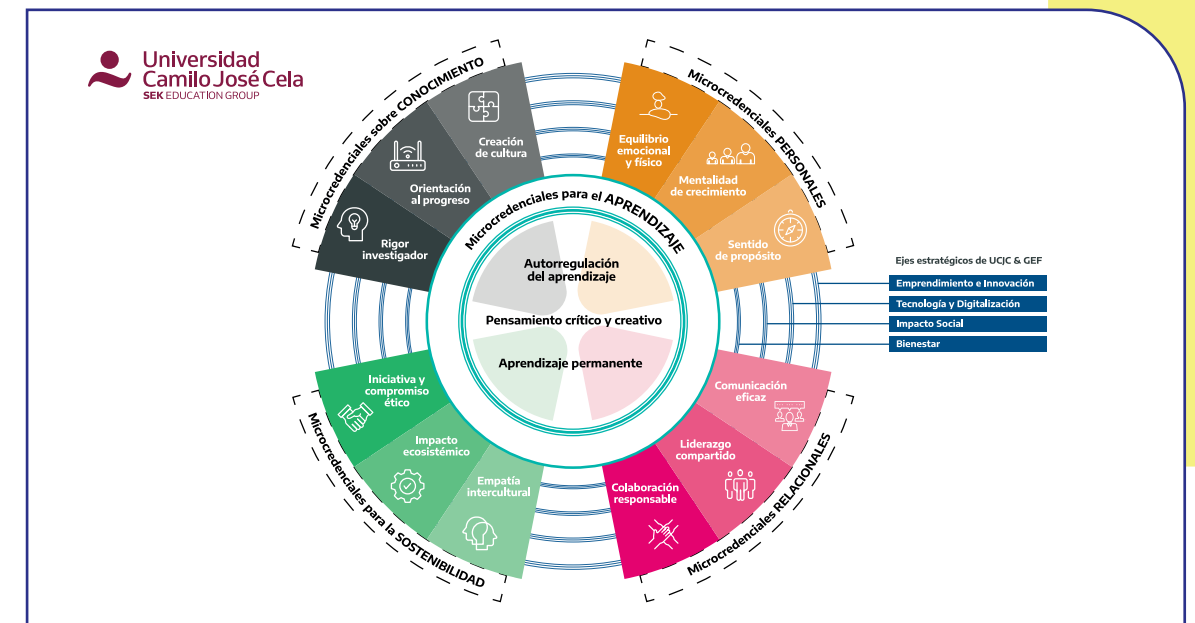 Universidad
Camilo José Cela
SEK EDUCATION GROUP
Microcredenciales sobre CONOCIMIENTO
Creación
de cultura
Orientación
al progreso
Rigor
investigador
Microcredenciales PERSONALES
Equilibrio
emocional
y físico
Mentalidad
de crecimiento
Sentido
de propósito
Microcredenciales para el APRENDIZAJE
Autorregulación
del aprendizaje
Pensamiento crítico y creativo
Aprendizaje permanente
Ejes estratégicos de UCJC & GEF
Emprendimiento e Innovación
Tecnología y Digitalización
Impacto Social
Bienestar
Iniciativa y
compromiso
ético
Impacto
ecosistémico
Empatía
intercultural
Microcredenciales para la SOSTENIBILIDAD
Comunicación
eficaz
Liderazgo
compartido
Colaboración
responsable
Microcredenciales RELACIONALES